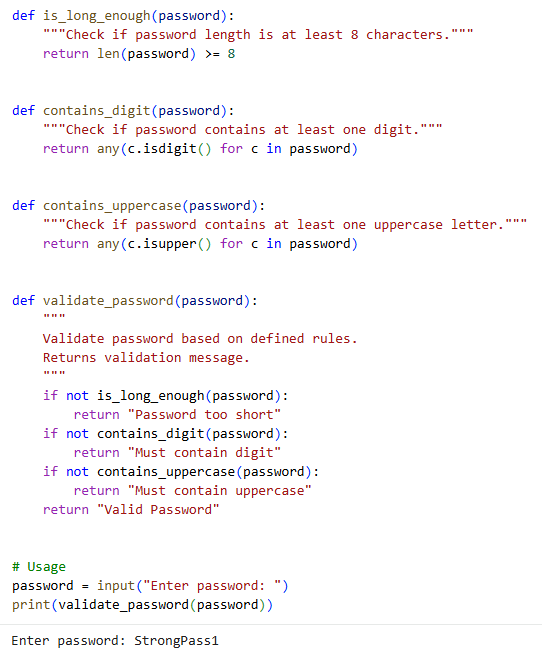 def is_long_enough(password):
    """Check if password length is at least 8 characters."""
    return len(password) >= 8
def contains_digit(password):
    """Check if password contains at least one digit."""
    return any(c.isdigit() for c in password)
def contains_uppercase(password):
    """Check if password contains at least one uppercase letter."""
    return any(c.isupper() for c in password)
def validate_password(password):
    """
    Validate password based on defined rules.
    Returns validation message.
    """
    if not is_long_enough(password):
        return "Password too short"
    if not contains_digit(password):
        return "Must contain digit"
    if not contains_uppercase(password):
        return "Must contain uppercase"
    return "Valid Password"
# Usage
password = input("Enter password: ")
print(validate_password(password))
Enter password: StrongPass1